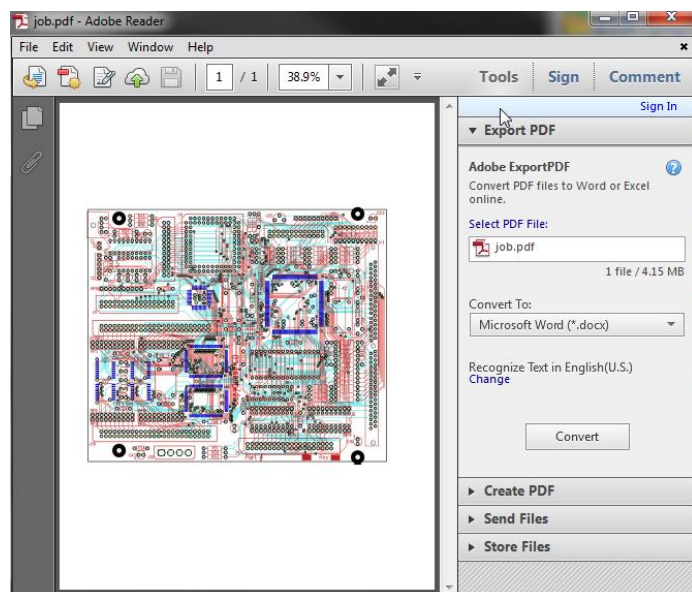 job.pdf - Adobe Reader
File Edit View Window Help
1 / 1 38.9% Tools Sign Comment
Sign In
Export PDF
Adobe ExportPDF
Convert PDF files to Word or Excel
online.
Select PDF File:
job.pdf
1 file / 4.15 MB
Convert To:
Microsoft Word (*.docx)
Recognize Text in English(U.S.)
Change
Convert
Create PDF
Send Files
Store Files